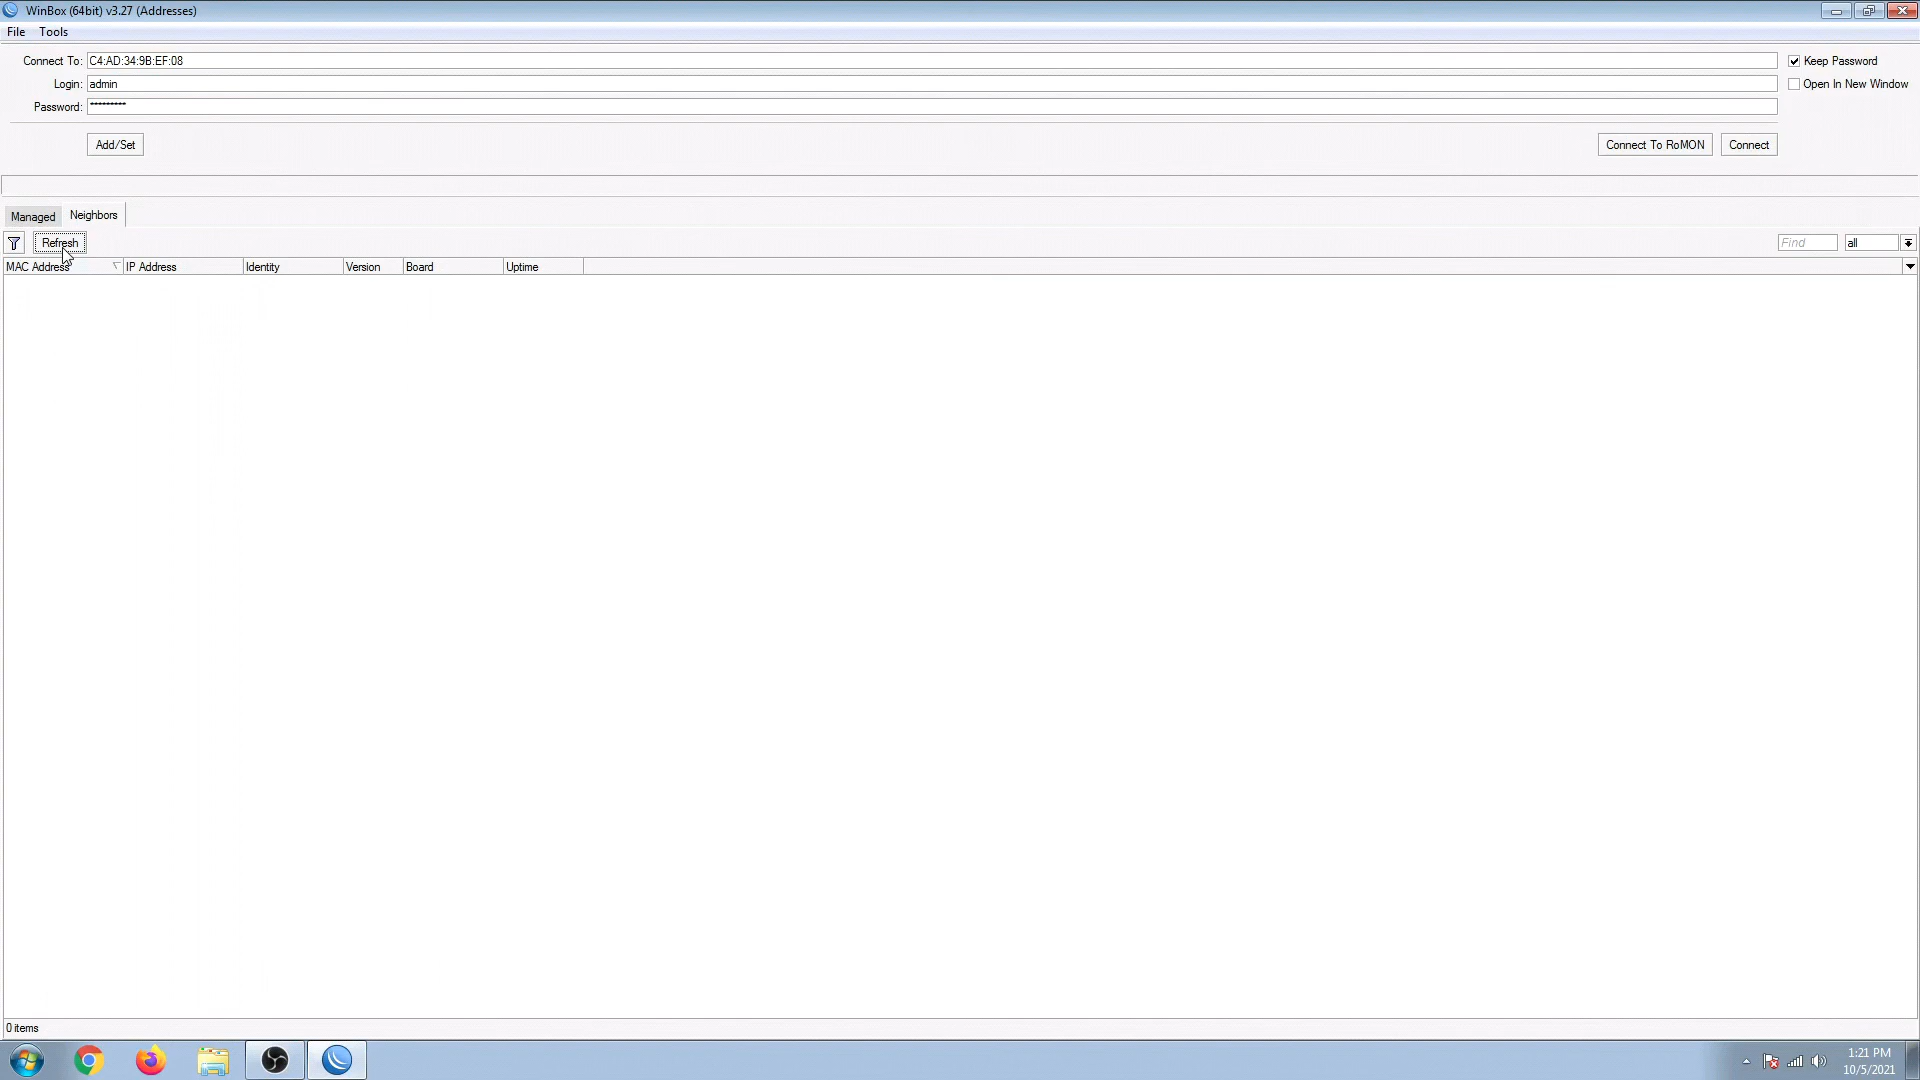 WinBox (64bit) v3.27 (Addresses)
File Tools
Connect To: C4:AD:34:9B:EF:08 Keep Password
Login: admin Open In New Window
Password: *********
Add/Set Connect To RoMON Connect
Managed Neighbors
Refresh Find all
MAC Address IP Address Identity Version Board Uptime
0 items
1:21 PM
10/5/2021